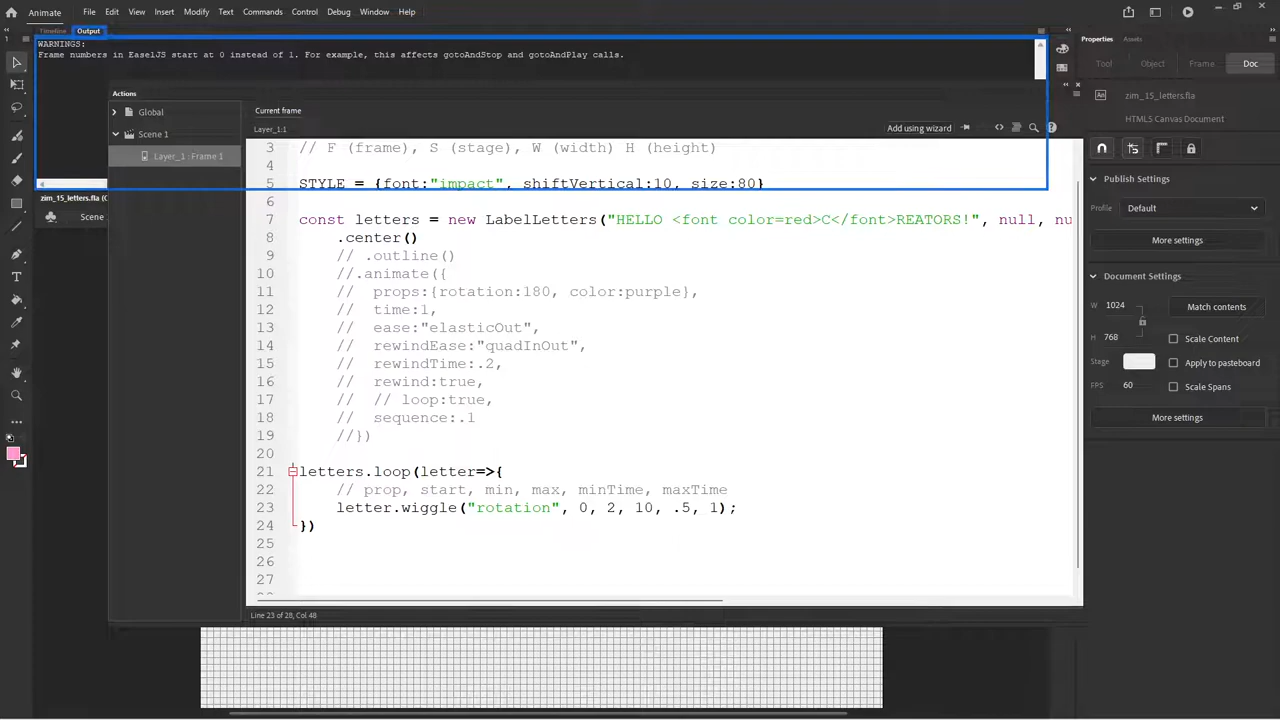 Animate File Edit View Insert Modify Text Commands Control Debug Window Help
Timeline Output
WARNINGS:
Frame numbers in EaselJS start at 0 instead of 1. For example, this affects gotoAndStop and gotoAndPlay calls.
Actions
Global
Scene 1
Layer_1 : Frame 1
zim_15_letters.fla (C
Scene
Current frame
Layer_1:1
Add using wizard
3 // F (frame), S (stage), W (width) H (height)
4
5 STYLE = {font:"impact", shiftVertical:10, size:80}
6
7 const letters = new LabelLetters("HELLO <font color=red>C</font>REATORS!", null, nu
8 .center()
9 // .outline()
10 //.animate({
11 // props:{rotation:180, color:purple},
12 // time:1,
13 // ease:"elasticOut",
14 // rewindEase:"quadInOut",
15 // rewindTime:.2,
16 // rewind:true,
17 // // loop:true,
18 // sequence:.1
19 //})
20
21 letters.loop(letter=>{
22 // prop, start, min, max, minTime, maxTime
23 letter.wiggle("rotation", 0, 2, 10, .5, 1);
24 })
25
26
27
Line 23 of 28, Col 48
Properties Assets
Tool Object Frame Doc
zim_15_letters.fla
HTML5 Canvas Document
Publish Settings
Profile Default
More settings
Document Settings
W 1024 Match contents
H 768 Scale Content
Stage Apply to pasteboard
FPS 60 Scale Spans
More settings